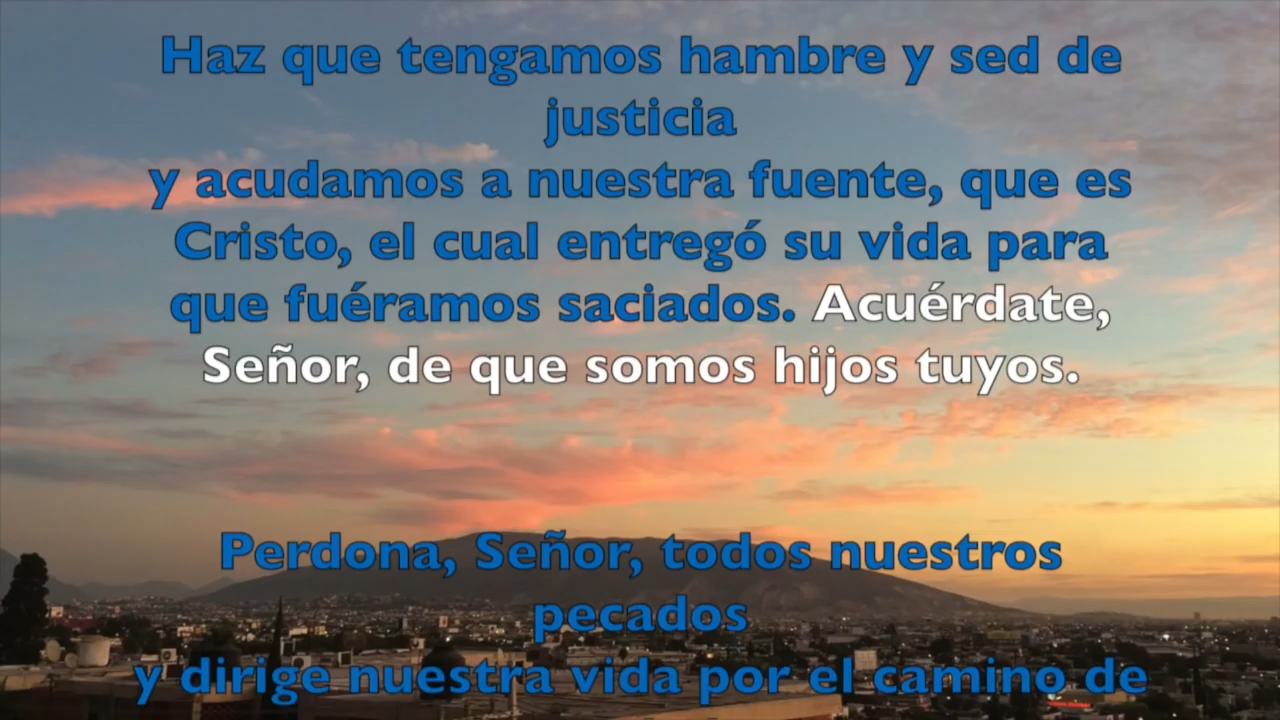 Haz que tengamos hambre y sed de
justicia
y acudamos a nuestra fuente, que es
Cristo, el cual entregó su vida para
que fuéramos saciados. Acuérdate,
Señor, de que somos hijos tuyos.
Perdona, Señor, todos nuestros
pecados
y dirige nuestra vida por el camino de